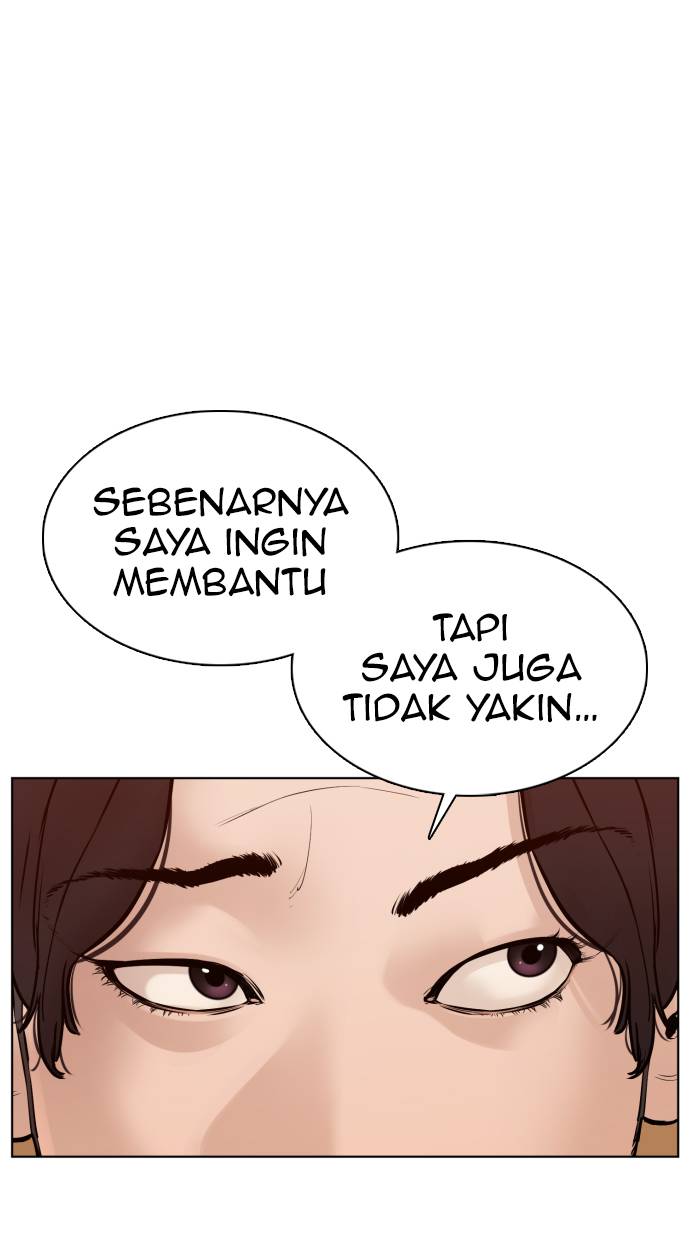 SEBENARNYA
SAYA INGIN
MEMBANTU
TAPI
SAYA JUGA
TIDAK YAKIN...